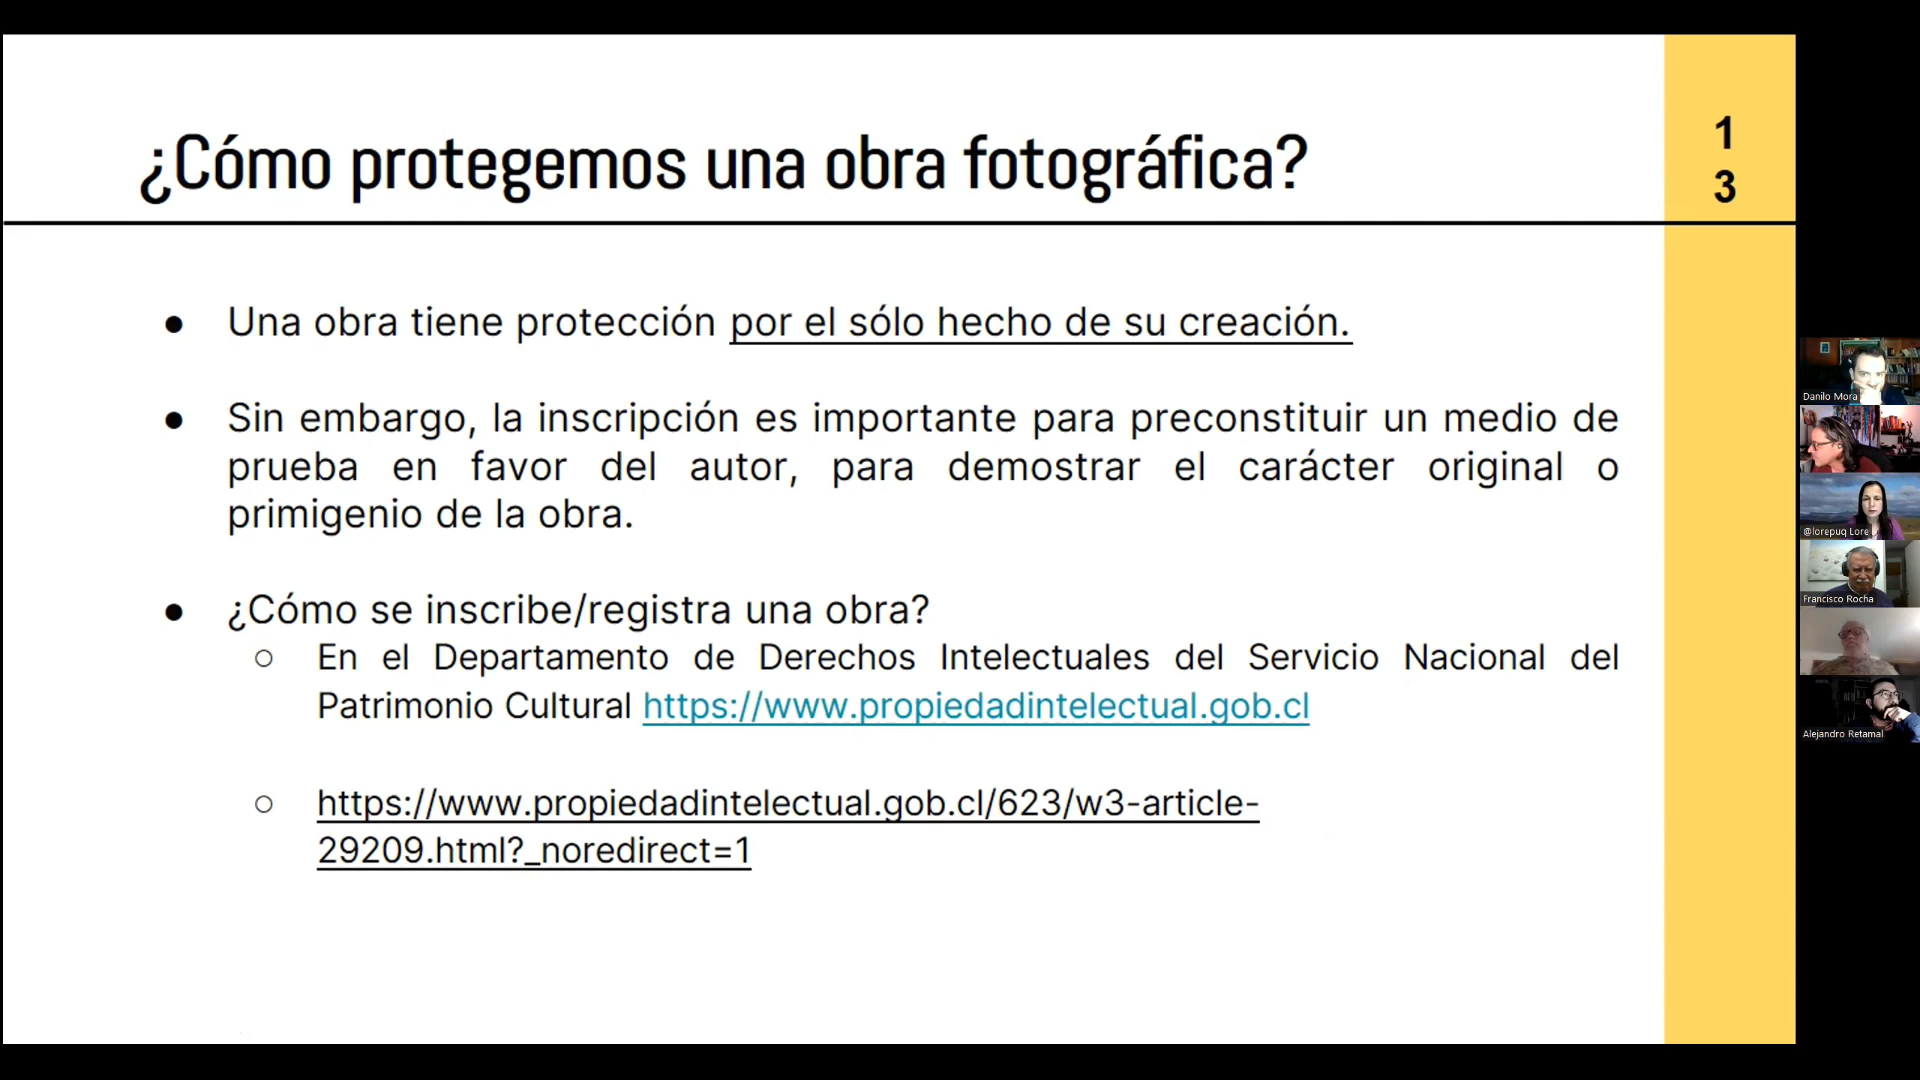 ¿Cómo protegemos una obra fotográfica?
1
3
● Una obra tiene protección por el sólo hecho de su creación.
● Sin embargo, la inscripción es importante para preconstituir un medio de
prueba en favor del autor, para demostrar el carácter original o
primigenio de la obra.
● ¿Cómo se inscribe/registra una obra?
○ En el Departamento de Derechos Intelectuales del Servicio Nacional del
Patrimonio Cultural https://www.propiedadintelectual.gob.cl
○ https://www.propiedadintelectual.gob.cl/623/w3-article-
29209.html?_noredirect=1
Danilo Mora
@lorepuq Lore
Francisco Rocha
Alejandro Retamal